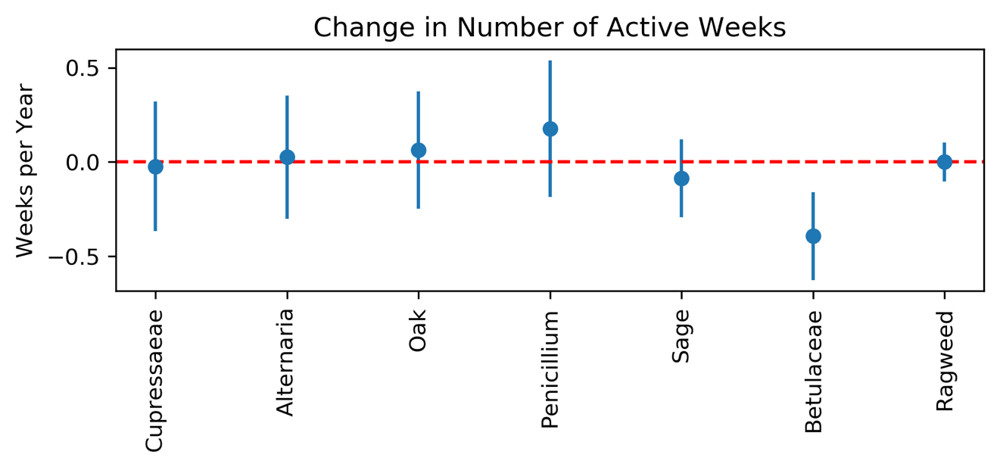 Change in Number of Active Weeks
Weeks per Year
0.5
0.0
−0.5
Cupressaeae
Alternaria
Oak
Penicillium
Sage
Betulaceae
Ragweed